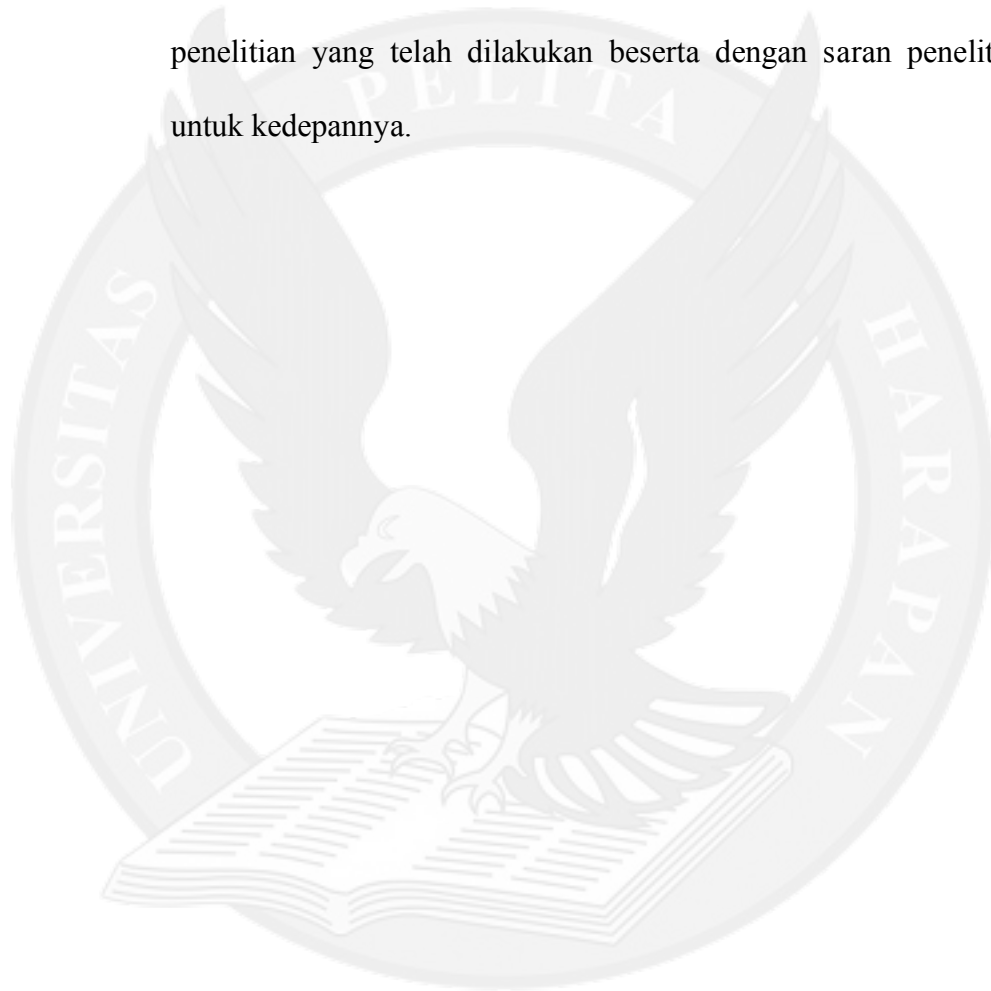 penelitian yang telah dilakukan beserta dengan saran penelit
untuk kedepannya.
UNIVERSITAS PELITA HARAPAN